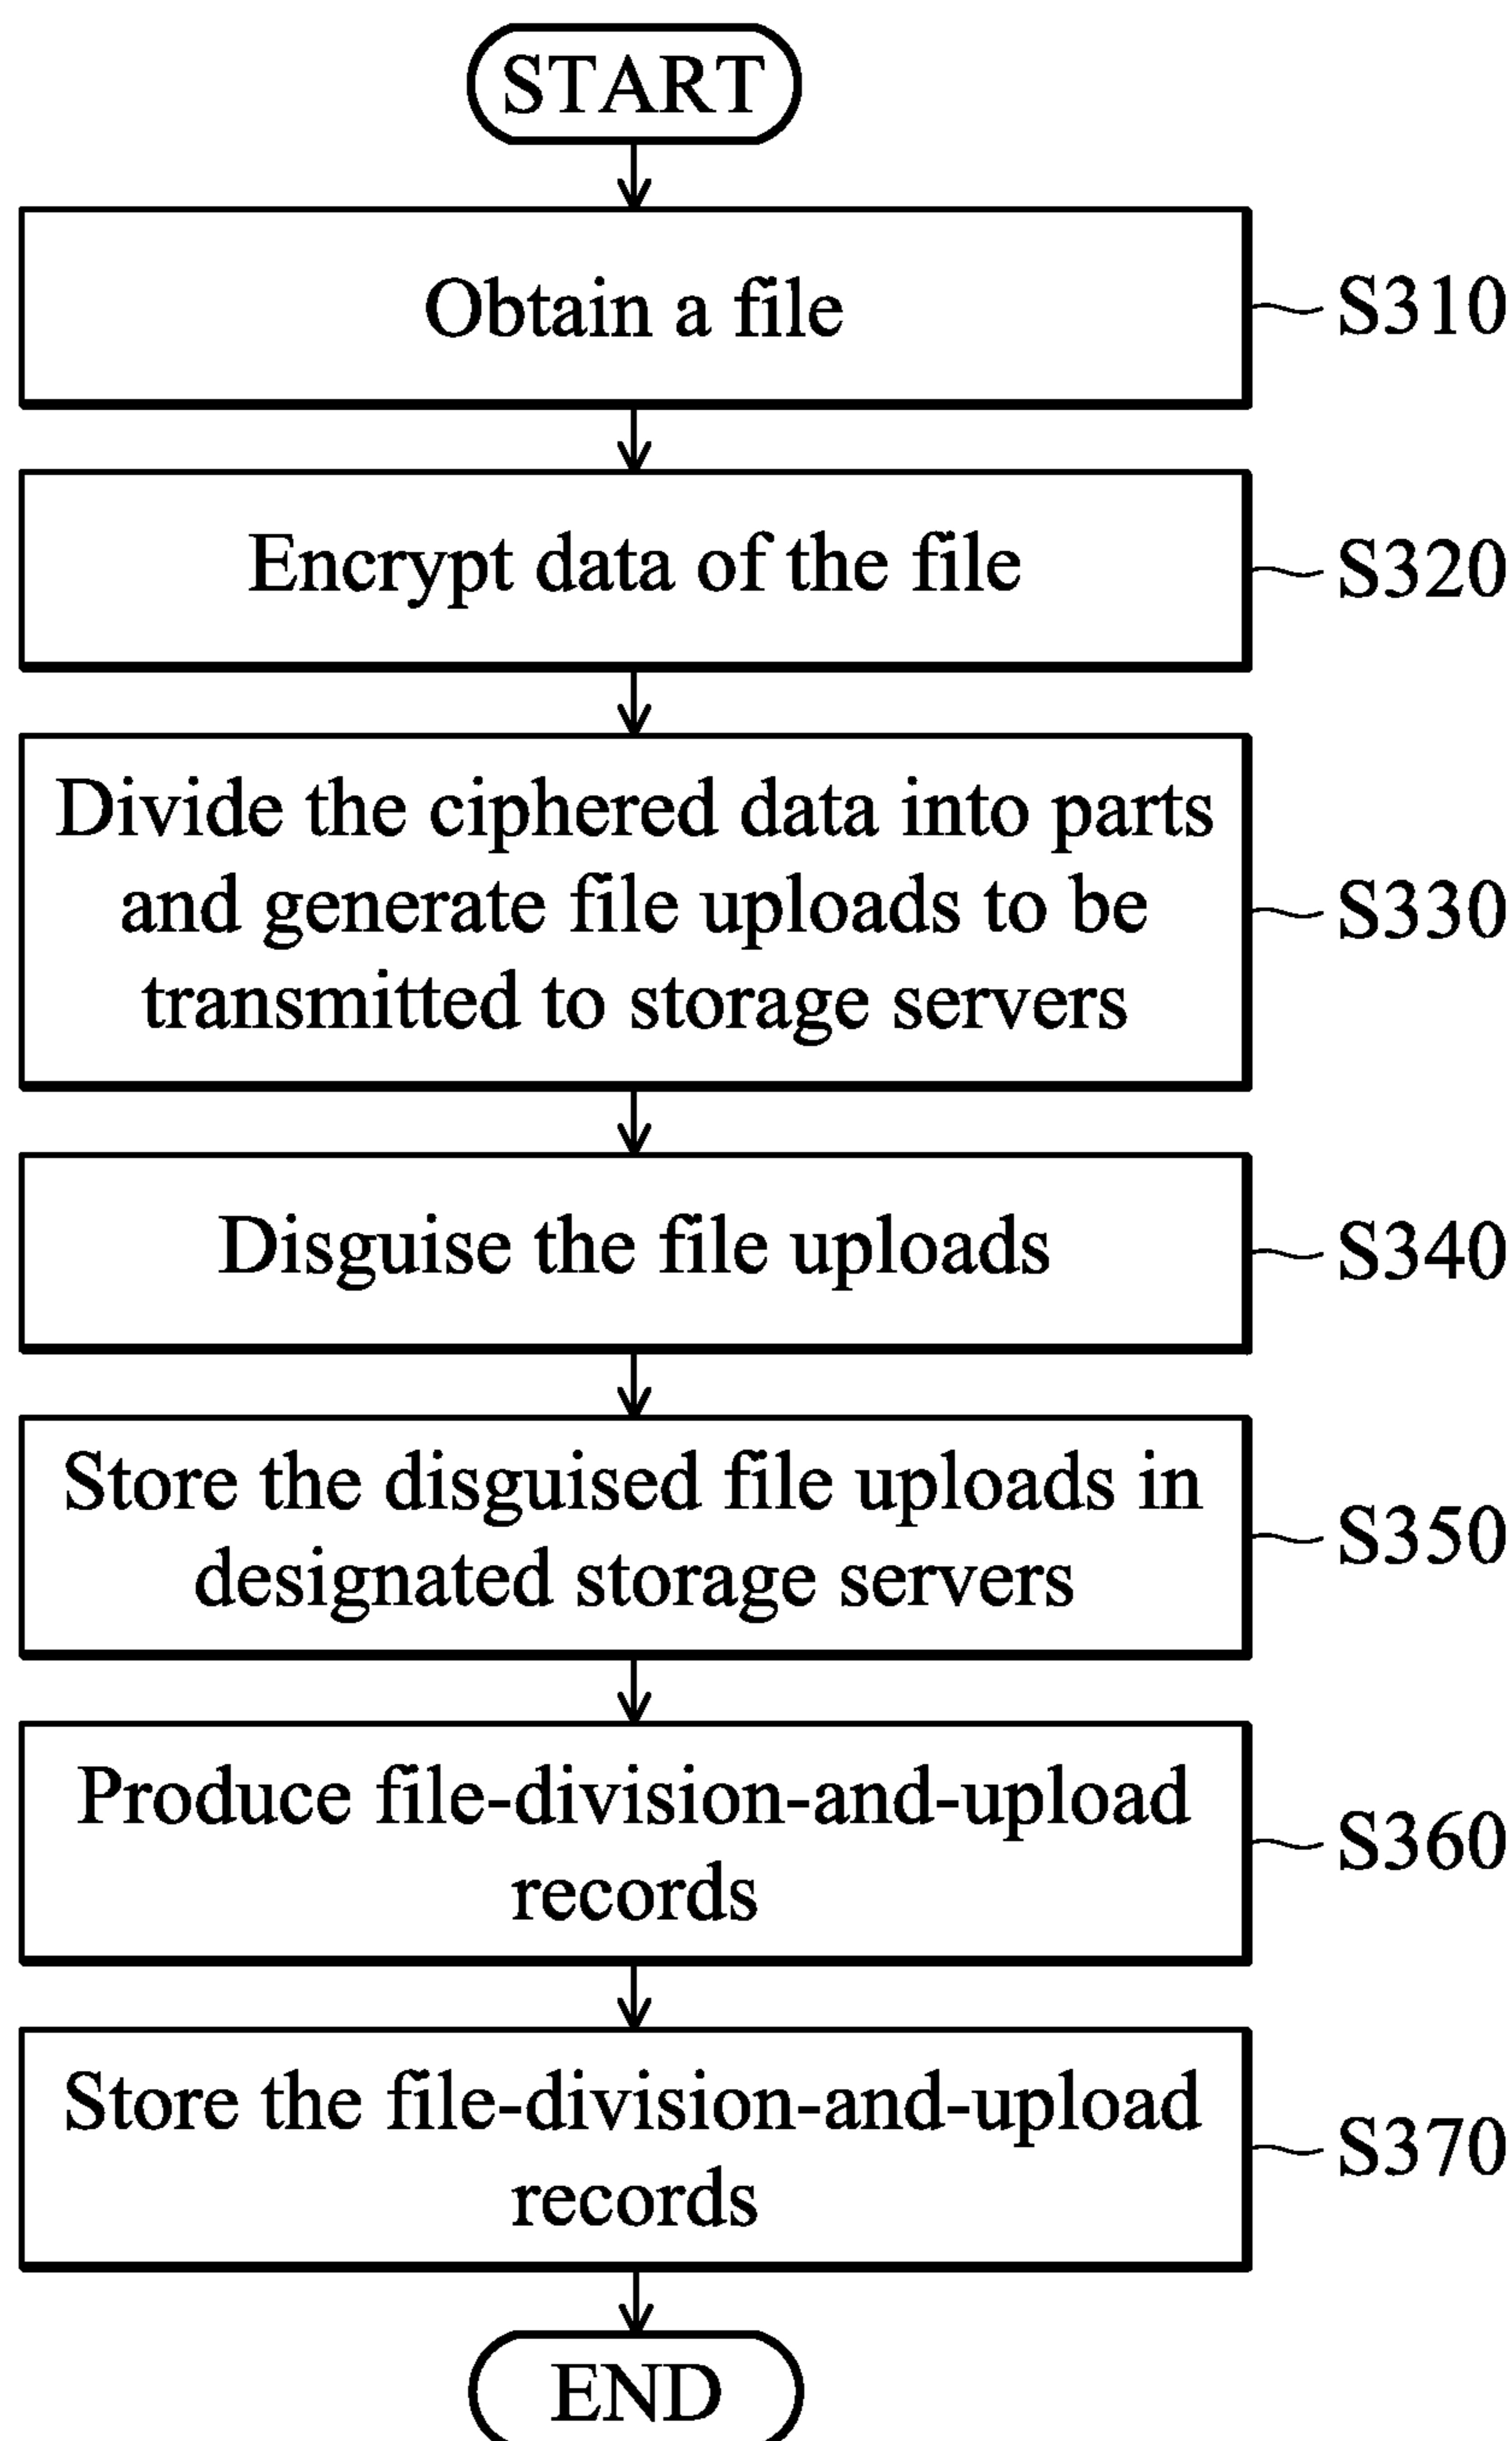 START
Obtain a file
S310
Encrypt data of the file
S320
Divide the ciphered data into parts
and generate file uploads to be
transmitted to storage servers
S330
Disguise the file uploads
S340
Store the disguised file uploads in
designated storage servers
S350
Produce file-division-and-upload
records
S360
Store the file-division-and-upload
records
S370
END